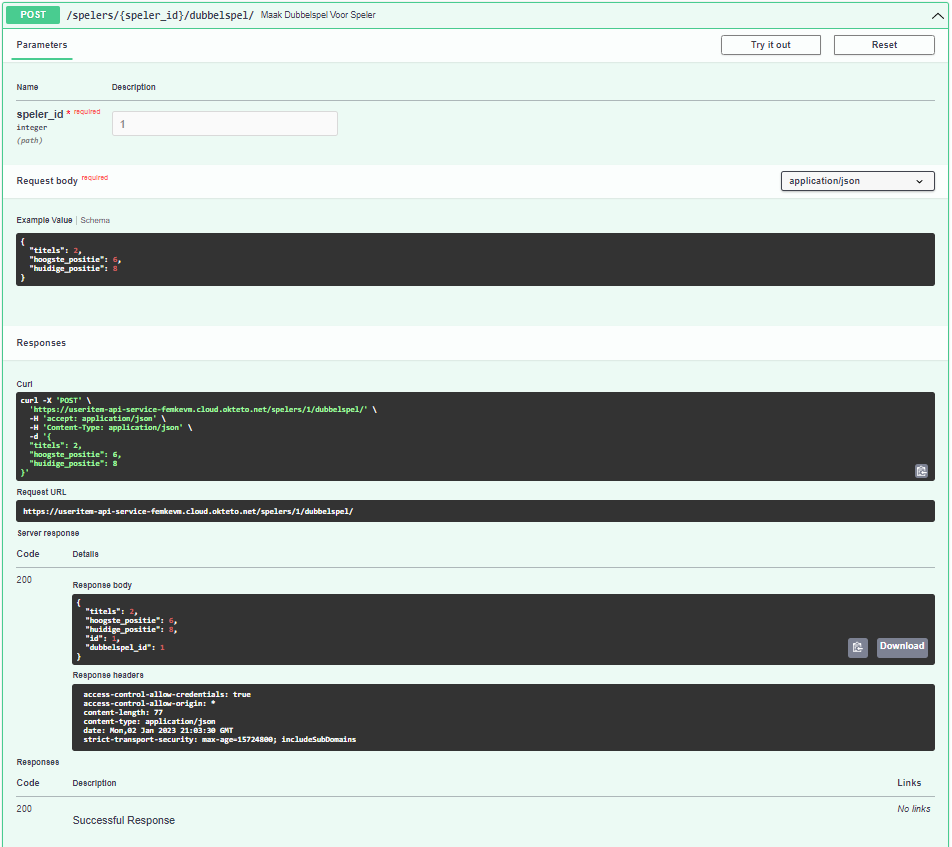 POST /spelers/{speler_id}/dubbelspel/ Maak Dubbelspel Voor Speler
Parameters
Try it out
Reset
Name Description
speler_id * required
integer
(path)
1
Request body required
application/json
Example Value | Schema
{
  "titels": 2,
  "hoogste_positie": 6,
  "huidige_positie": 8
}
Responses
Curl
curl -X 'POST' \
  'https://useritem-api-service-femkevm.cloud.okteto.net/spelers/1/dubbelspel/' \
  -H 'accept: application/json' \
  -H 'Content-Type: application/json' \
  -d '{
  "titels": 2,
  "hoogste_positie": 6,
  "huidige_positie": 8
}'
Request URL
https://useritem-api-service-femkevm.cloud.okteto.net/spelers/1/dubbelspel/
Server response
Code Details
200
Response body
{
  "titels": 2,
  "hoogste_positie": 6,
  "huidige_positie": 8,
  "id": 1,
  "dubbelspel_id": 1
}
Download
Response headers
access-control-allow-credentials: true
access-control-allow-origin: *
content-length: 77
content-type: application/json
date: Mon,02 Jan 2023 21:03:30 GMT
strict-transport-security: max-age=15724800; includeSubDomains
Responses
Code Description Links
200
Successful Response
No links